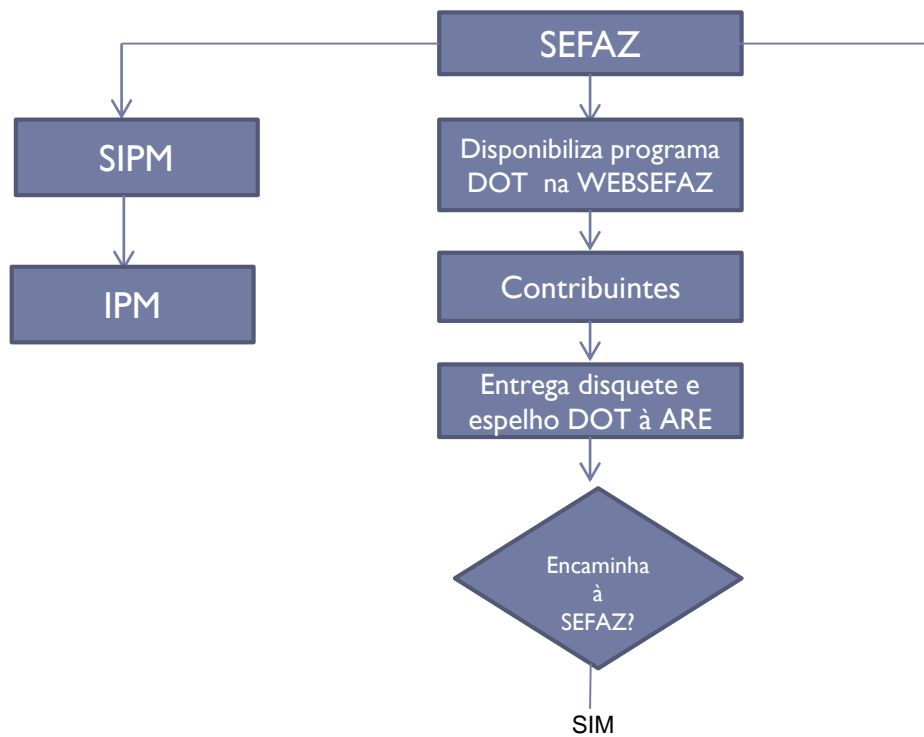 SEFAZ
SIPM
Disponibiliza programa
DOT na WEBSEFAZ
IPM
Contribuintes
Entrega disquete e
espelho DOT à ARE
Encaminha
à
SEFAZ?
SIM